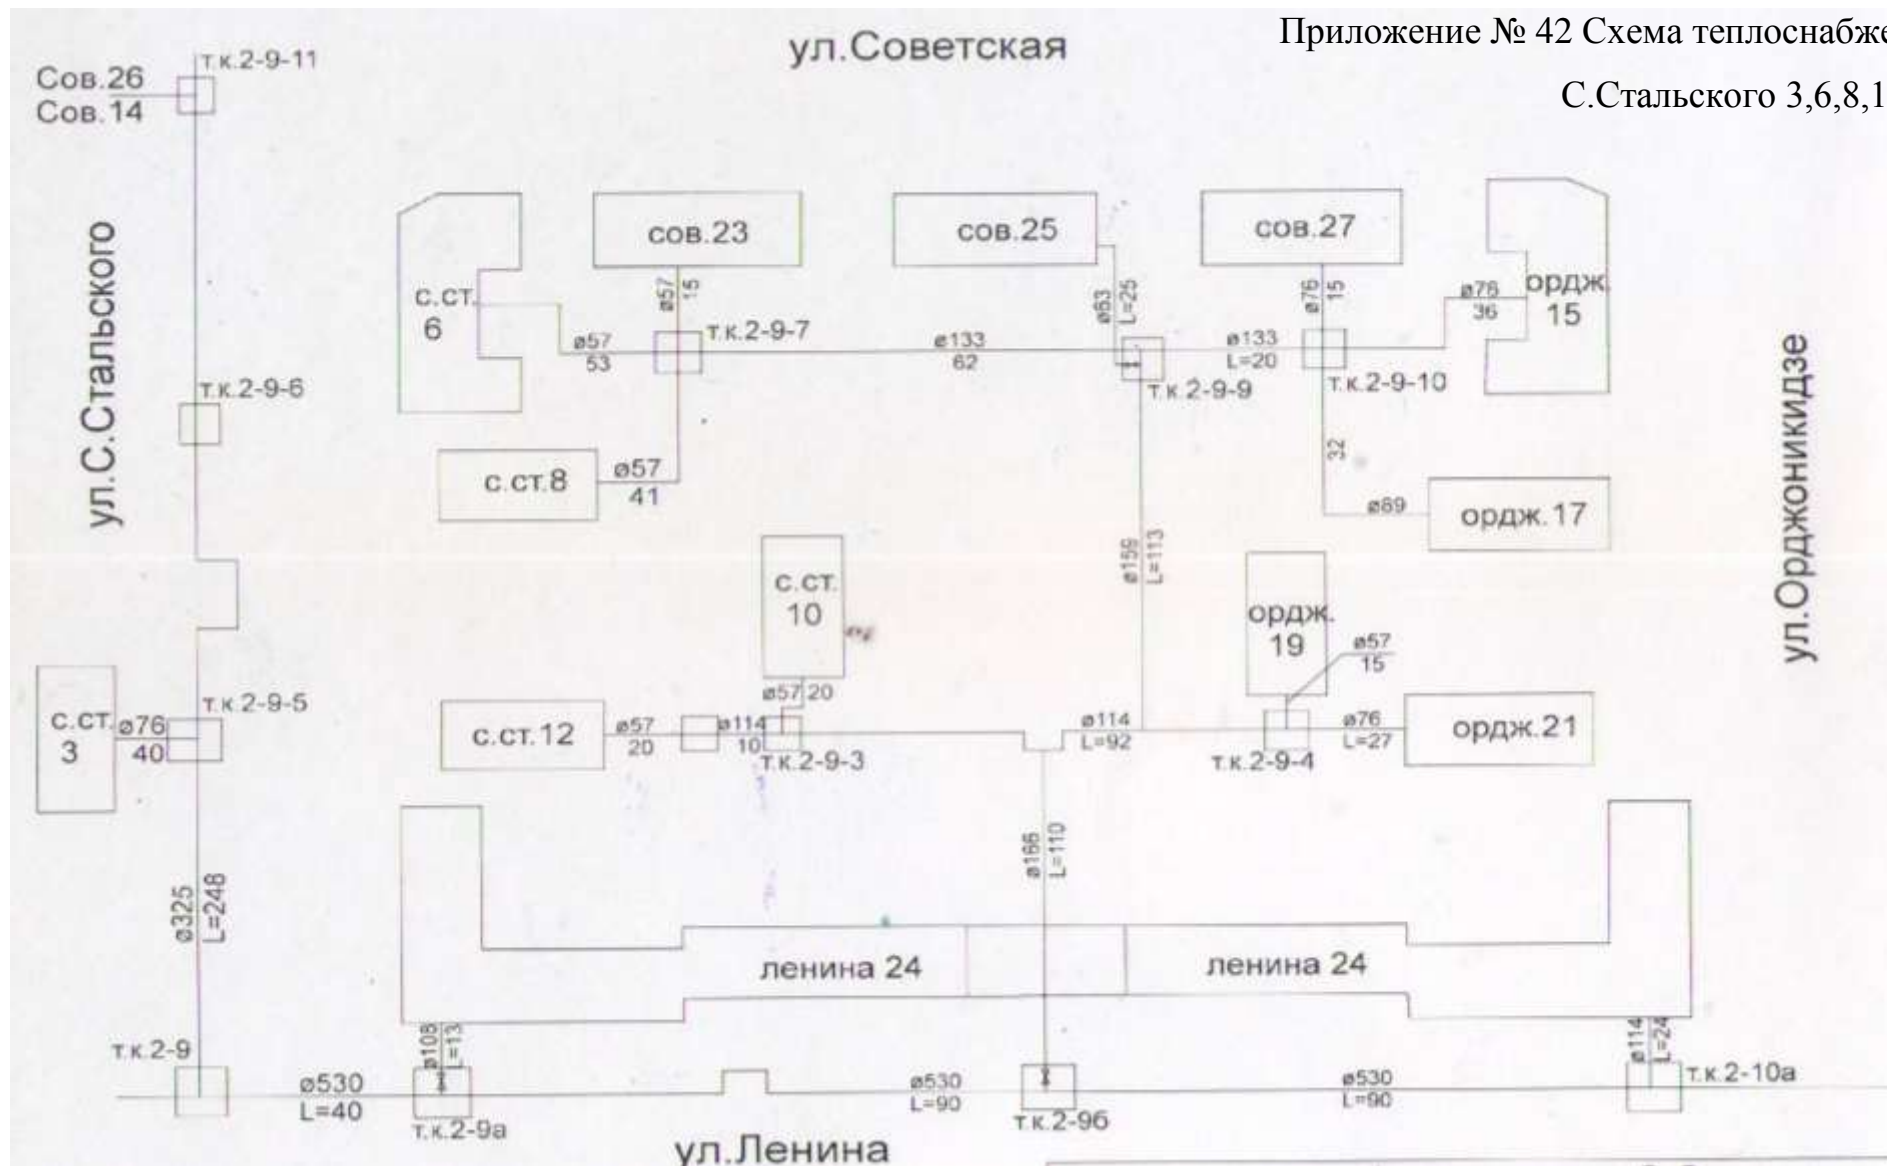 Приложение № 42 Схема теплоснабже
С.Стальского 3,6,8,1
ул.Советская
т.к.2-9-11
Сов.26
Сов.14
ул.С.Стальского
т.к.2-9-6
с.ст.
6
сов.23
сов.25
сов.27
ордж.
15
ø57
15
ø63
L=25
ø76
15
ø76
36
т.к.2-9-7
ø57
53
ø133
62
ø133
L=20
т.к.2-9-9
т.к.2-9-10
ул.Орджоникидзе
с.ст.8
ø57
41
32
ø89
ордж.17
ø159
L=113
с.ст.
10
ордж.
19
ø57
15
ø57 20
т.к.2-9-5
с.ст.
3
ø76
40
с.ст.12
ø57
20
ø114
10
т.к.2-9-3
ø114
L=92
т.к.2-9-4
ø76
L=27
ордж.21
ø325
L=248
ø166
L=110
ленина 24
ленина 24
ø108
L=13
ø114
L=24
т.к.2-9
ø530
L=40
т.к.2-9а
ø530
L=90
т.к.2-9б
ø530
L=90
т.к.2-10а
ул.Ленина